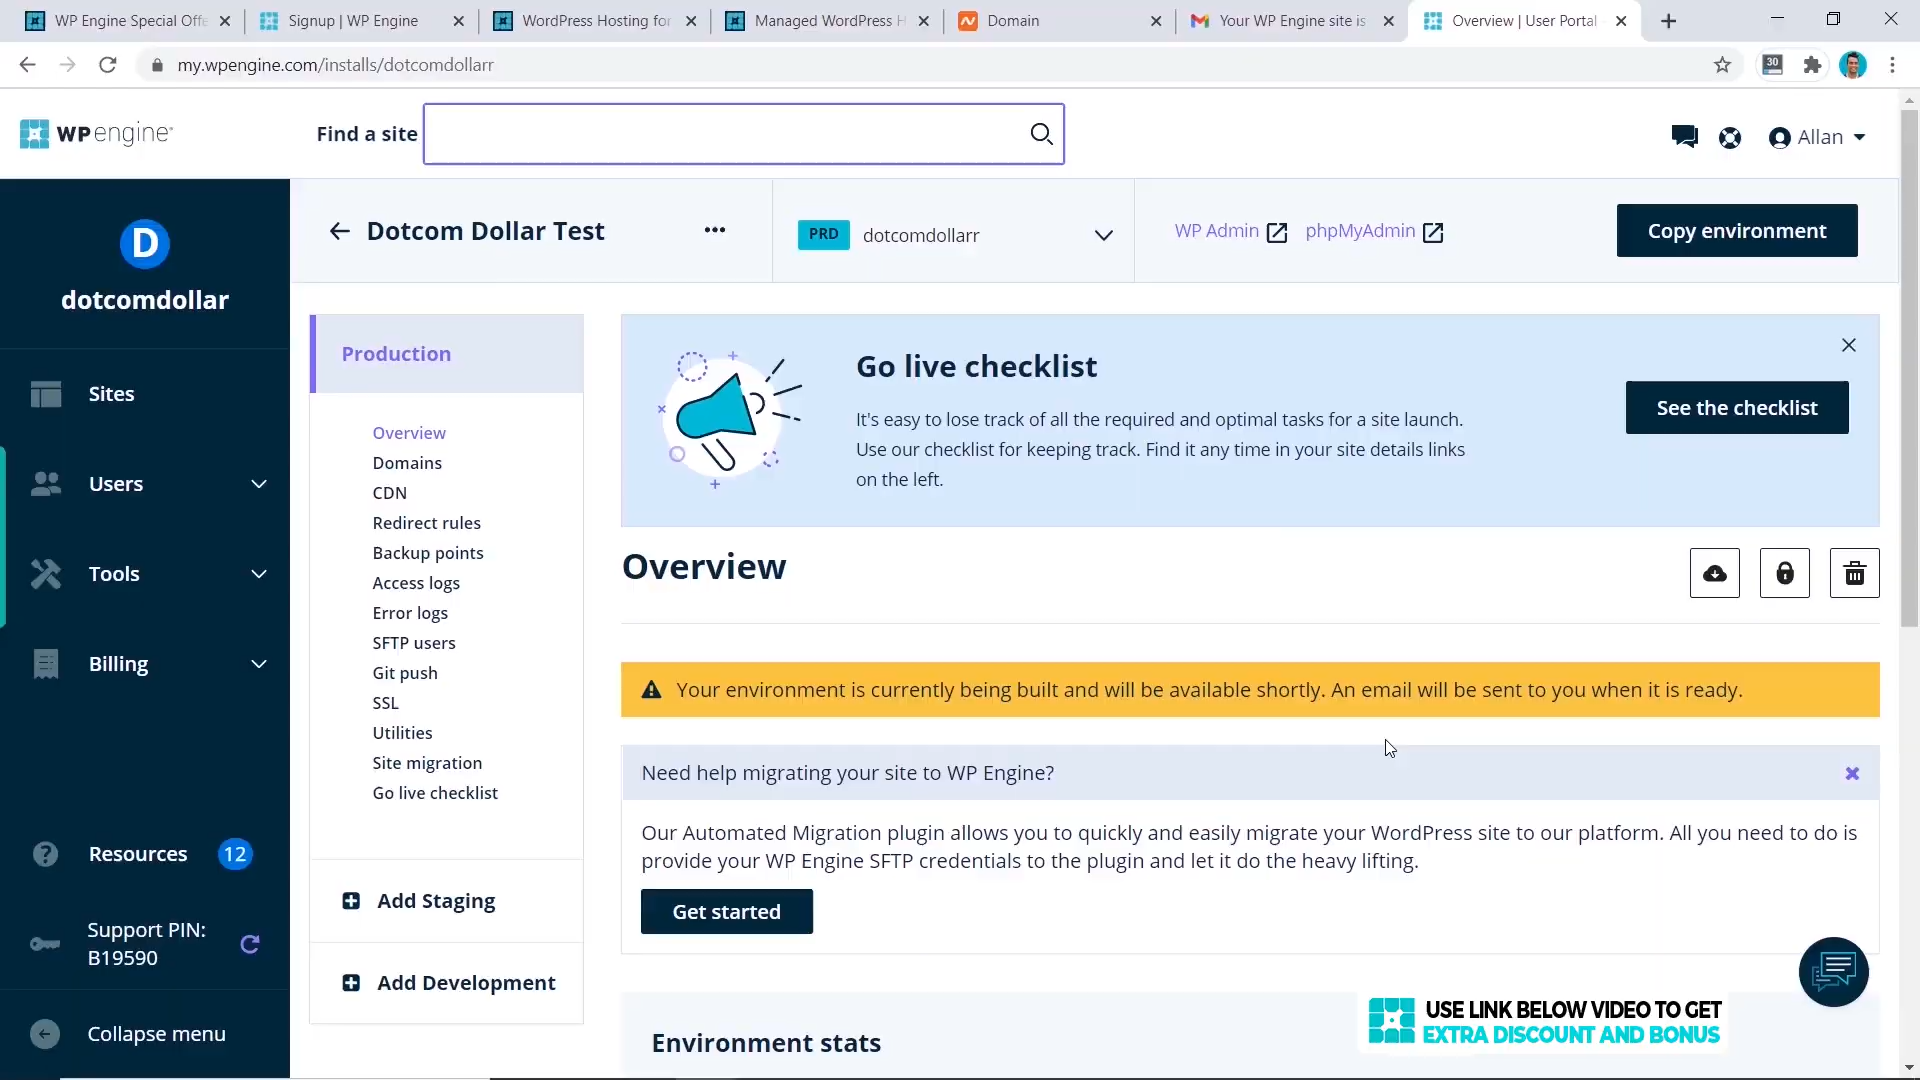 WP Engine Special Offe
Signup | WP Engine
WordPress Hosting for
Managed WordPress H
Domain
Your WP Engine site is
Overview | User Portal
my.wpengine.com/installs/dotcomdollarr
30
WPengine
Find a site
Allan
D
dotcomdollar
Dotcom Dollar Test
PRD
dotcomdollarr
WP Admin
phpMyAdmin
Copy environment
Sites
Users
Tools
Billing
Resources
12
Support PIN:
B19590
Collapse menu
Production
Overview
Domains
CDN
Redirect rules
Backup points
Access logs
Error logs
SFTP users
Git push
SSL
Utilities
Site migration
Go live checklist
Add Staging
Add Development
Go live checklist
It's easy to lose track of all the required and optimal tasks for a site launch.
Use our checklist for keeping track. Find it any time in your site details links
on the left.
See the checklist
Overview
Your environment is currently being built and will be available shortly. An email will be sent to you when it is ready.
Need help migrating your site to WP Engine?
Our Automated Migration plugin allows you to quickly and easily migrate your WordPress site to our platform. All you need to do is
provide your WP Engine SFTP credentials to the plugin and let it do the heavy lifting.
Get started
Environment stats
USE LINK BELOW VIDEO TO GET
EXTRA DISCOUNT AND BONUS